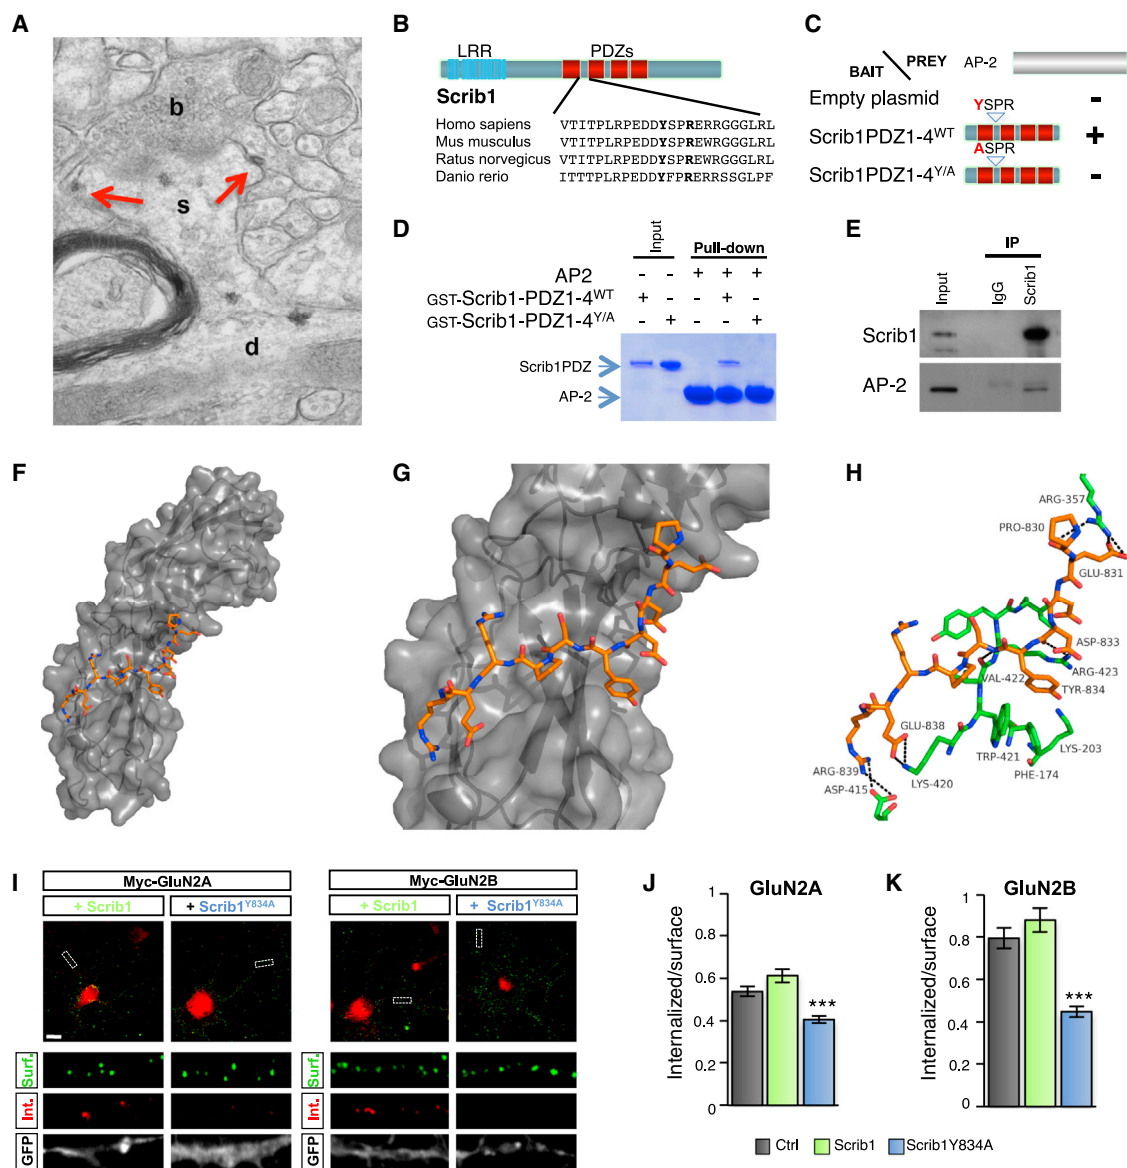 A
b
s
d
B
LRR
PDZs
Scrib1
Homo sapiens VTITPLRPEDDYSPRERRGGGLRL
Mus musculus VTITPLRPEDDYSPREWRGGGLRL
Ratus norvegicus VTITPLRPEDDYSPREWRGGGLRL
Danio rerio ITTTPLRPEDDYFPRERRSSGLPF
C
BAIT PREY AP-2
Empty plasmid -
YSPR
Scrib1PDZ1-4WT +
ASPR
Scrib1PDZ1-4Y/A -
D
Input Pull-down
AP2 - - + + +
GST-Scrib1-PDZ1-4WT + - - + -
GST-Scrib1-PDZ1-4Y/A - + - - +
Scrib1PDZ
AP-2
E
IP
Input IgG Scrib1
Scrib1
AP-2
F
G
H
ARG-357
PRO-830
GLU-831
ASP-833
ARG-423
VAL-422
TYR-834
GLU-838
LYS-203
TRP-421
PHE-174
ARG-839
LYS-420
ASP-415
I
Myc-GluN2A Myc-GluN2B
+ Scrib1 + Scrib1Y834A + Scrib1 + Scrib1Y834A
Surf. Surf.
Int. Int.
GFP GFP
J
GluN2A
Internalized/surface
1
0.8
0.6
0.4
0.2
0
***
K
GluN2B
Internalized/surface
1
0.8
0.6
0.4
0.2
0
***
Ctrl Scrib1 Scrib1Y834A